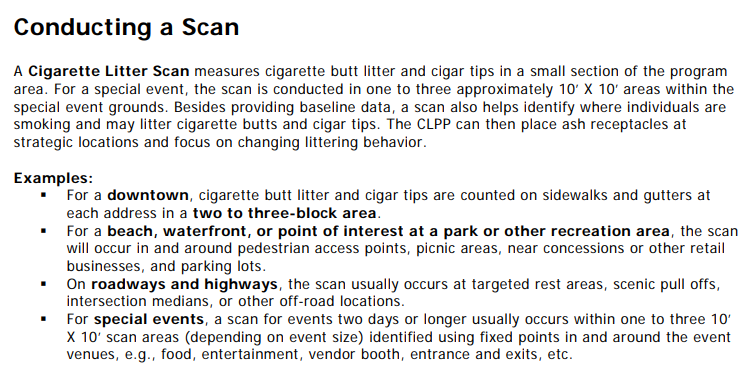 Conducting a Scan
A Cigarette Litter Scan measures cigarette butt litter and cigar tips in a small section of the program
area. For a special event, the scan is conducted in one to three approximately 10’ X 10’ areas within the
special event grounds. Besides providing baseline data, a scan also helps identify where individuals are
smoking and may litter cigarette butts and cigar tips. The CLPP can then place ash receptacles at
strategic locations and focus on changing littering behavior.
Examples:
▪ For a downtown, cigarette butt litter and cigar tips are counted on sidewalks and gutters at
each address in a two to three-block area.
▪ For a beach, waterfront, or point of interest at a park or other recreation area, the scan
will occur in and around pedestrian access points, picnic areas, near concessions or other retail
businesses, and parking lots.
▪ On roadways and highways, the scan usually occurs at targeted rest areas, scenic pull offs,
intersection medians, or other off-road locations.
▪ For special events, a scan for events two days or longer usually occurs within one to three 10’
X 10’ scan areas (depending on event size) identified using fixed points in and around the event
venues, e.g., food, entertainment, vendor booth, entrance and exits, etc.